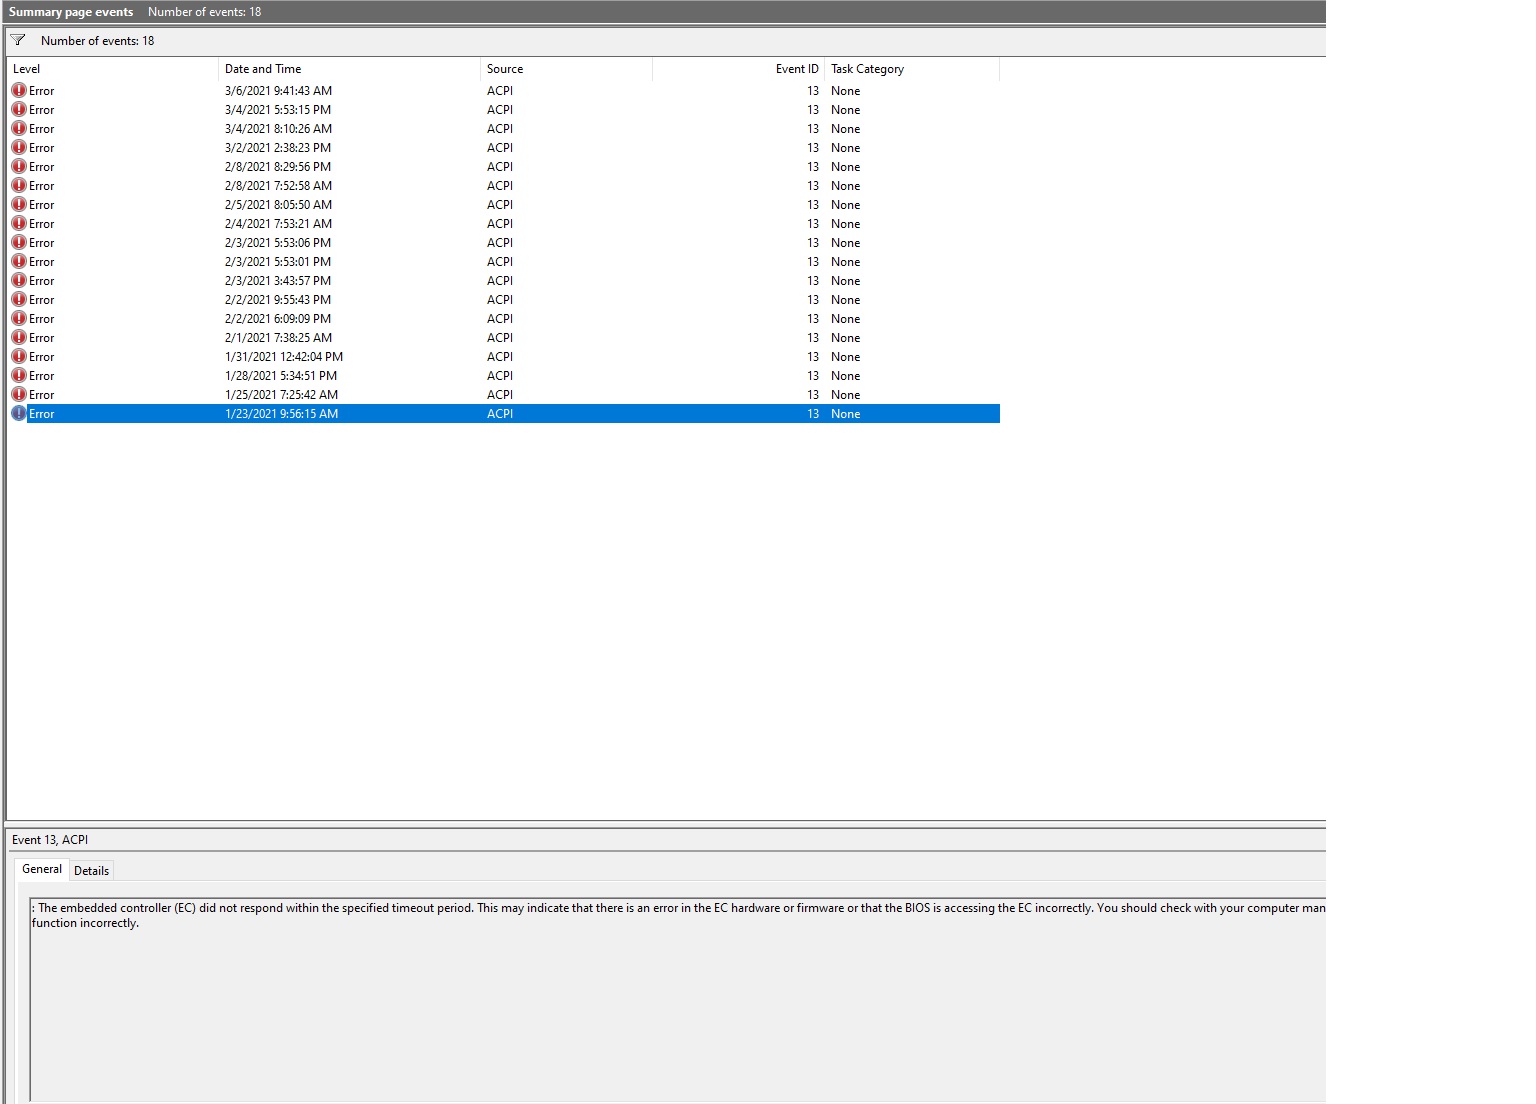 Summary page events Number of events: 18
Number of events: 18
Level Date and Time Source Event ID Task Category
Error 3/6/2021 9:41:43 AM ACPI 13 None
Error 3/4/2021 5:53:15 PM ACPI 13 None
Error 3/4/2021 8:10:26 AM ACPI 13 None
Error 3/2/2021 2:38:23 PM ACPI 13 None
Error 2/8/2021 8:29:56 PM ACPI 13 None
Error 2/8/2021 7:52:58 AM ACPI 13 None
Error 2/5/2021 8:05:50 AM ACPI 13 None
Error 2/4/2021 7:53:21 AM ACPI 13 None
Error 2/3/2021 5:53:06 PM ACPI 13 None
Error 2/3/2021 5:53:01 PM ACPI 13 None
Error 2/3/2021 3:43:57 PM ACPI 13 None
Error 2/2/2021 9:55:43 PM ACPI 13 None
Error 2/2/2021 6:09:09 PM ACPI 13 None
Error 2/1/2021 7:38:25 AM ACPI 13 None
Error 1/31/2021 12:42:04 PM ACPI 13 None
Error 1/28/2021 5:34:51 PM ACPI 13 None
Error 1/25/2021 7:25:42 AM ACPI 13 None
Error 1/23/2021 9:56:15 AM ACPI 13 None
Event 13, ACPI
General Details
: The embedded controller (EC) did not respond within the specified timeout period. This may indicate that there is an error in the EC hardware or firmware or that the BIOS is accessing the EC incorrectly. You should check with your computer man
function incorrectly.